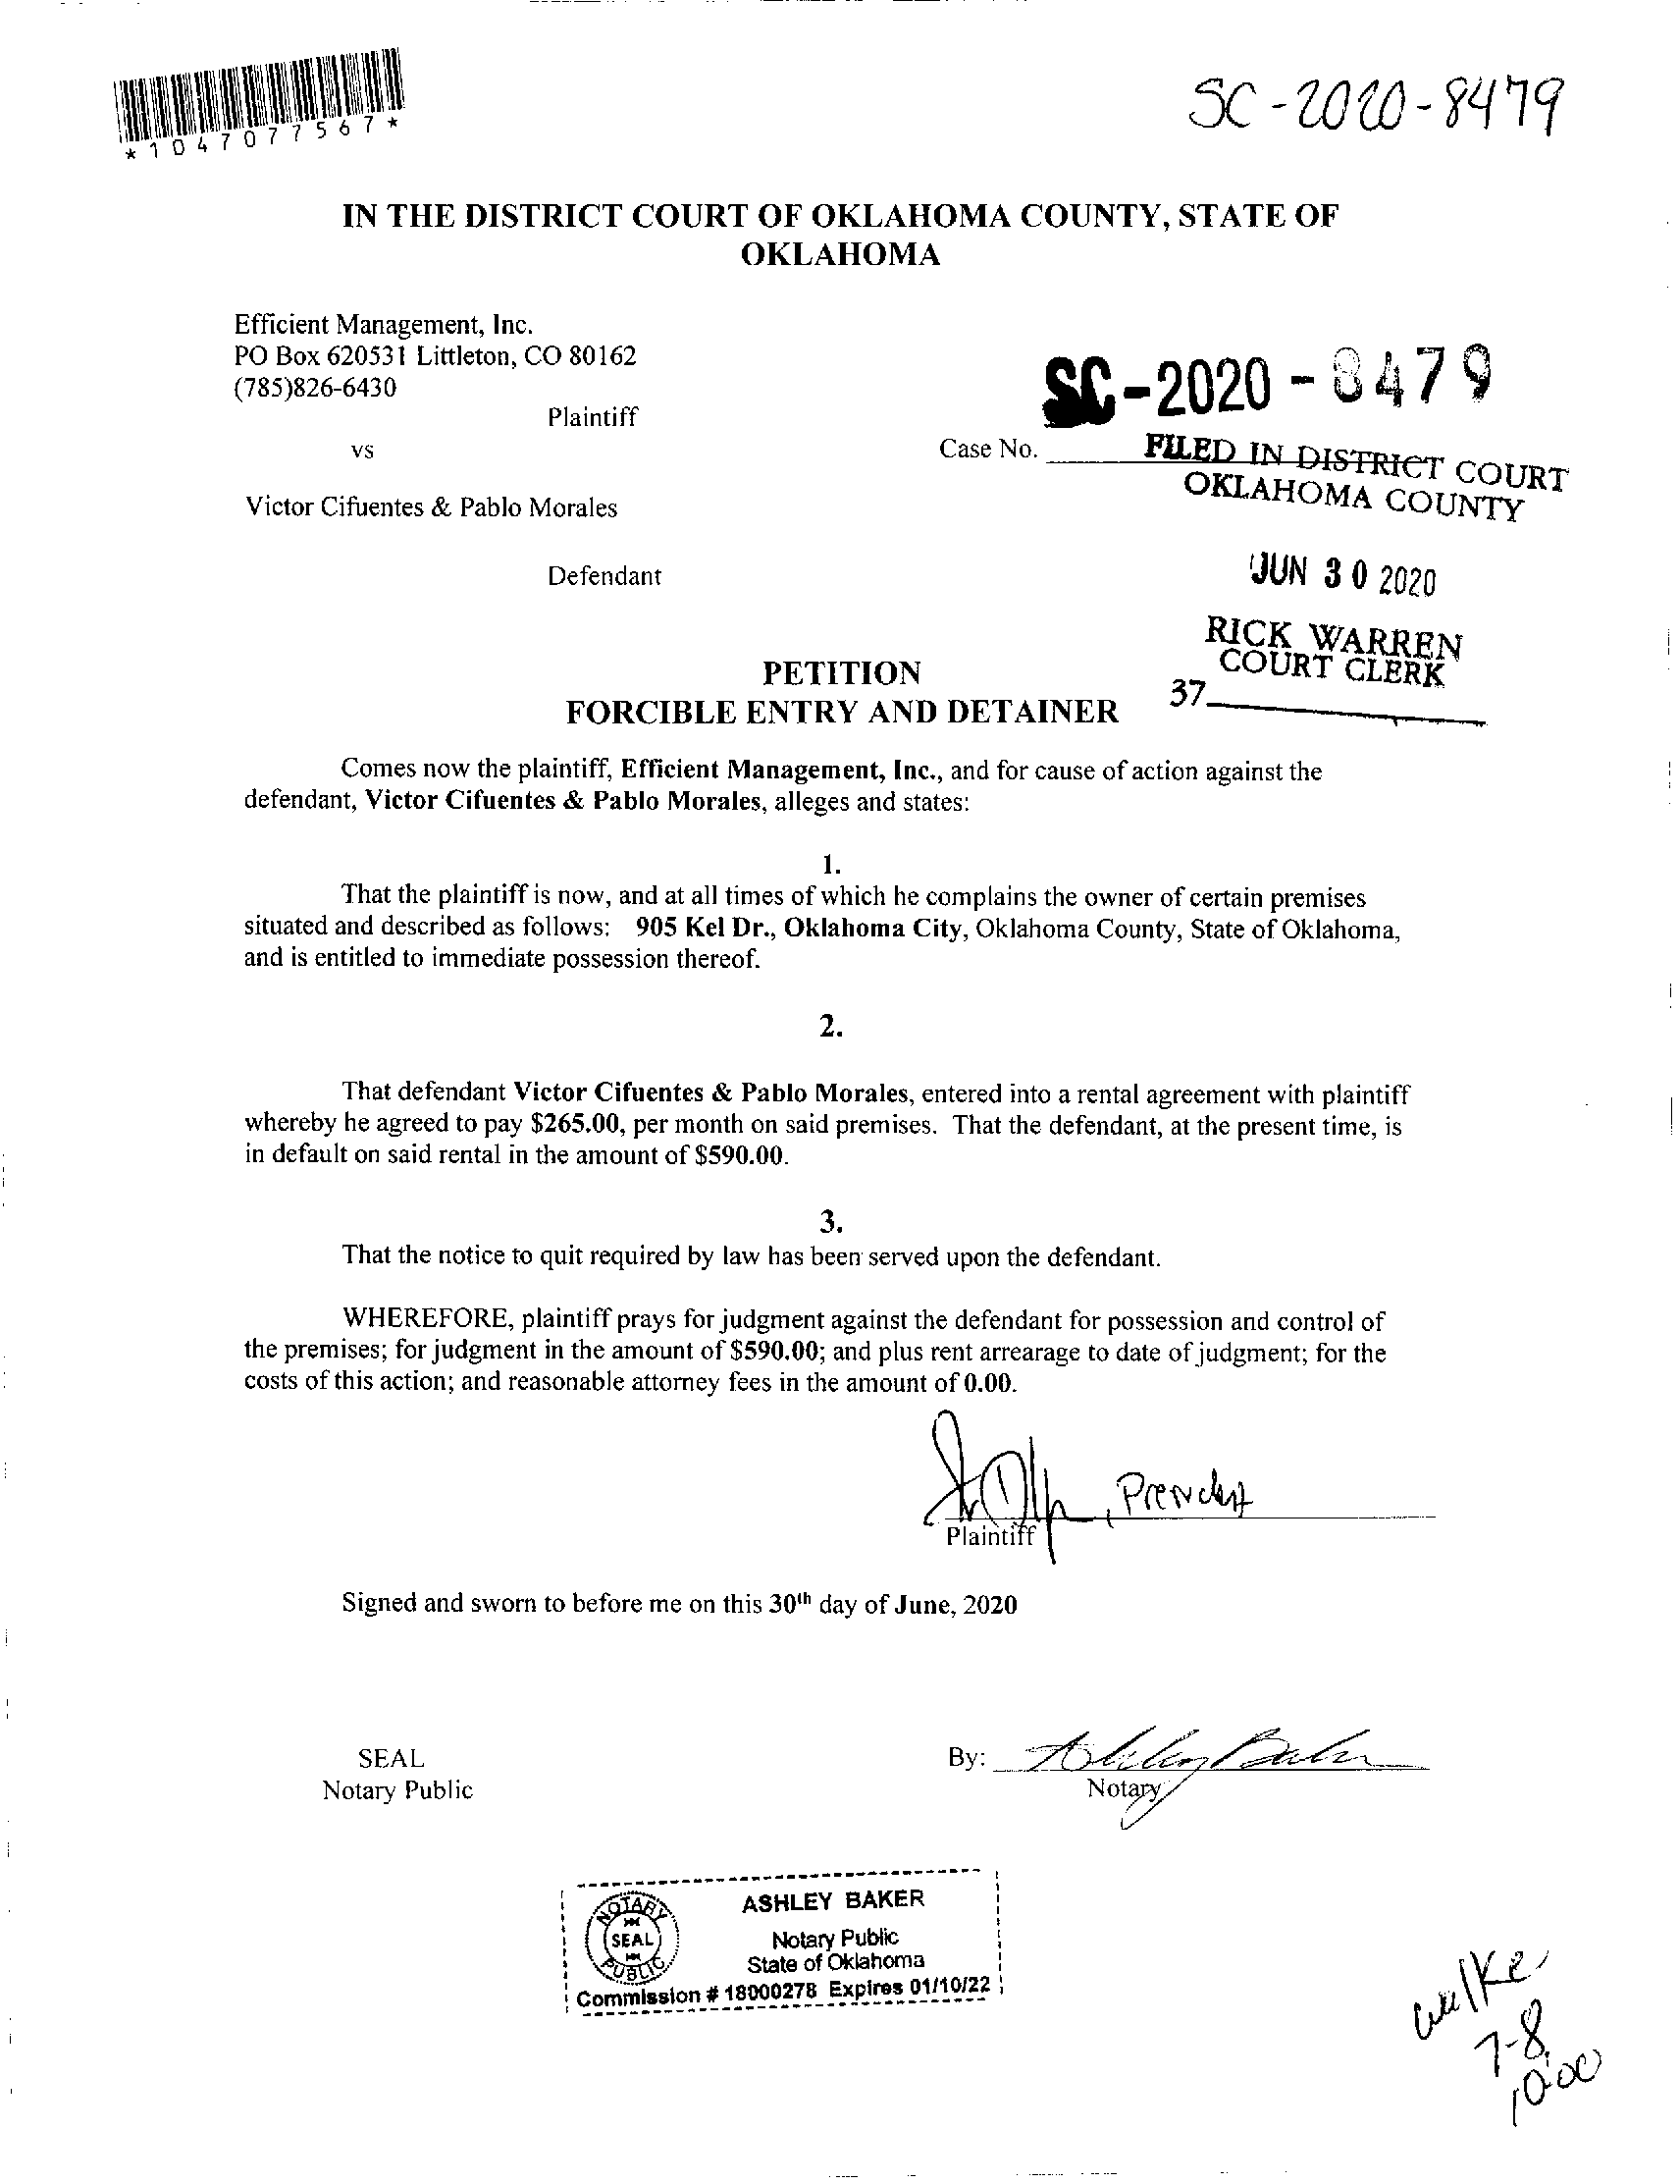 *1047077567*
SC-2020-8479
IN THE DISTRICT COURT OF OKLAHOMA COUNTY, STATE OF
OKLAHOMA
Efficient Management, Inc.
PO Box 620531 Littleton, CO 80162
(785)826-6430
Plaintiff
vs
Victor Cifuentes & Pablo Morales
Defendant
SC-2020-8479
Case No.
FILED IN DISTRICT COURT
OKLAHOMA COUNTY
JUN 30 2020
RICK WARREN
COURT CLERK
37
PETITION
FORCIBLE ENTRY AND DETAINER
Comes now the plaintiff, Efficient Management, Inc., and for cause of action against the
defendant, Victor Cifuentes & Pablo Morales, alleges and states:
1.
That the plaintiff is now, and at all times of which he complains the owner of certain premises
situated and described as follows: 905 Kel Dr., Oklahoma City, Oklahoma County, State of Oklahoma,
and is entitled to immediate possession thereof.
2.
That defendant Victor Cifuentes & Pablo Morales, entered into a rental agreement with plaintiff
whereby he agreed to pay $265.00, per month on said premises. That the defendant, at the present time, is
in default on said rental in the amount of $590.00.
3.
That the notice to quit required by law has been served upon the defendant.
WHEREFORE, plaintiff prays for judgment against the defendant for possession and control of
the premises; for judgment in the amount of $590.00; and plus rent arrearage to date of judgment; for the
costs of this action; and reasonable attorney fees in the amount of 0.00.
, President
Plaintiff
Signed and sworn to before me on this 30th day of June, 2020
SEAL
Notary Public
By: Ashley Baker
Notary
NOTARY
SEAL
PUBLIC
ASHLEY BAKER
Notary Public
State of Oklahoma
Commission # 18000278 Expires 01/10/22
7-8
10:00